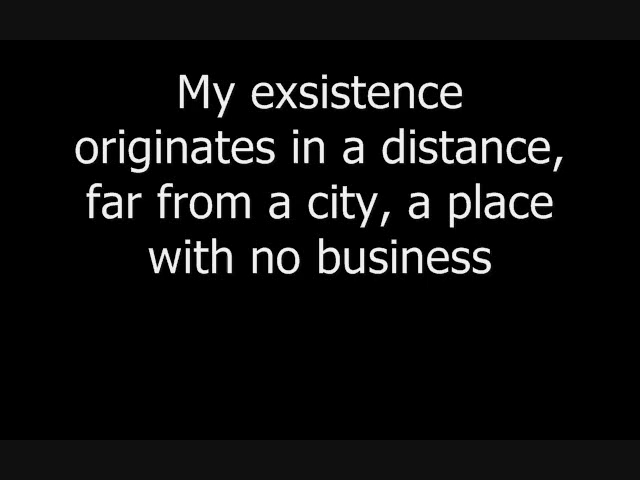 My exsistence
originates in a distance,
far from a city, a place
with no business